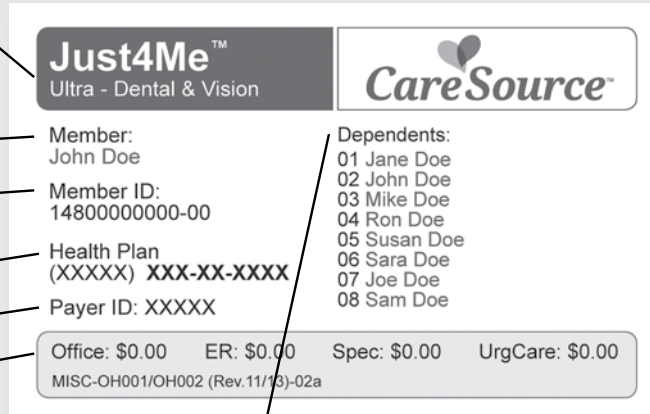 Just4Me™
Ultra - Dental & Vision
CareSource™
Member:
John Doe
Member ID:
14800000000-00
Health Plan
(XXXXX) XXX-XX-XXXX
Payer ID: XXXXX
Dependents:
01 Jane Doe
02 John Doe
03 Mike Doe
04 Ron Doe
05 Susan Doe
06 Sara Doe
07 Joe Doe
08 Sam Doe
Office: $0.00 ER: $0.00 Spec: $0.00 UrgCare: $0.00
MISC-OH001/OH002 (Rev.11/13)-02a